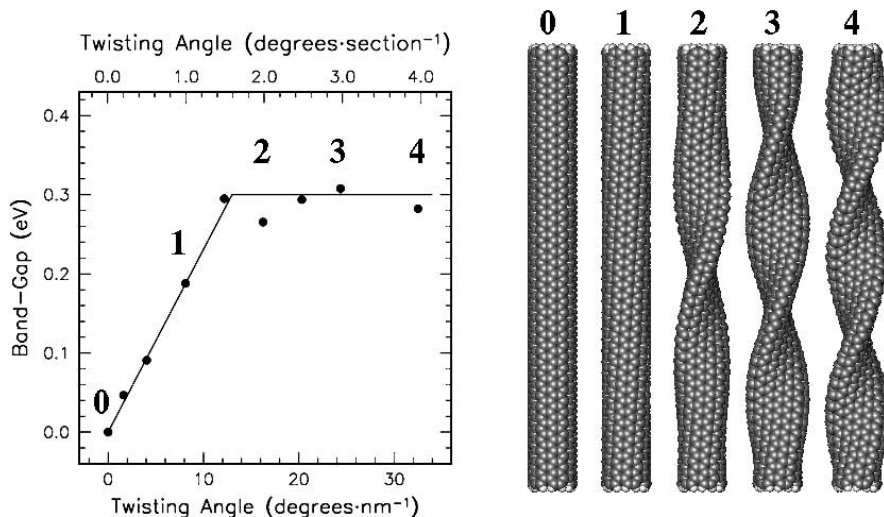 Twisting Angle (degrees·section⁻¹)
0.0 1.0 2.0 3.0 4.0
0.4
0.3
0.2
0.1
0.0
Band-Gap (eV)
0
1
2
3
4
0 10 20 30
Twisting Angle (degrees·nm⁻¹)
0 1 2 3 4